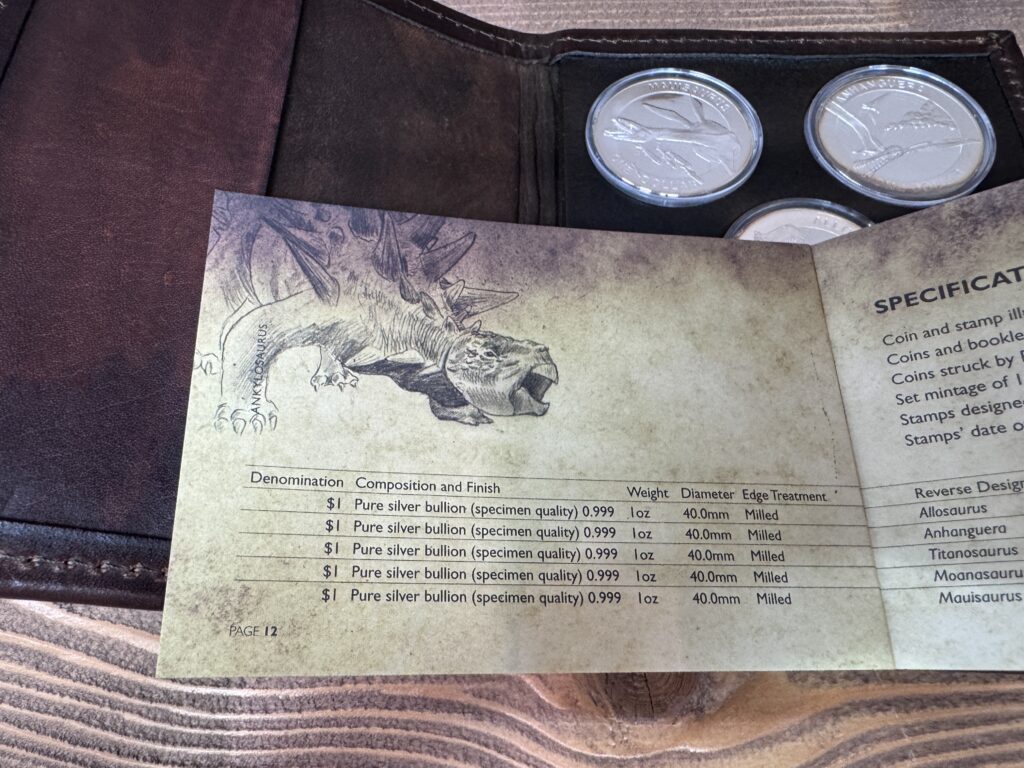 MAUISAURUS
ANHANGUERA
ANKYLOSAURUS
Denomination Composition and Finish Weight Diameter Edge Treatment
$1 Pure silver bullion (specimen quality) 0.999 1oz 40.0mm Milled
$1 Pure silver bullion (specimen quality) 0.999 1oz 40.0mm Milled
$1 Pure silver bullion (specimen quality) 0.999 1oz 40.0mm Milled
$1 Pure silver bullion (specimen quality) 0.999 1oz 40.0mm Milled
$1 Pure silver bullion (specimen quality) 0.999 1oz 40.0mm Milled
PAGE 12
SPECIFICAT
Coin and stamp ill
Coins and bookle
Coins struck by
Set mintage of 1
Stamps designe
Stamps' date o
Reverse Design
Allosaurus
Anhanguera
Titanosaurus
Moanasauru
Mauisaurus